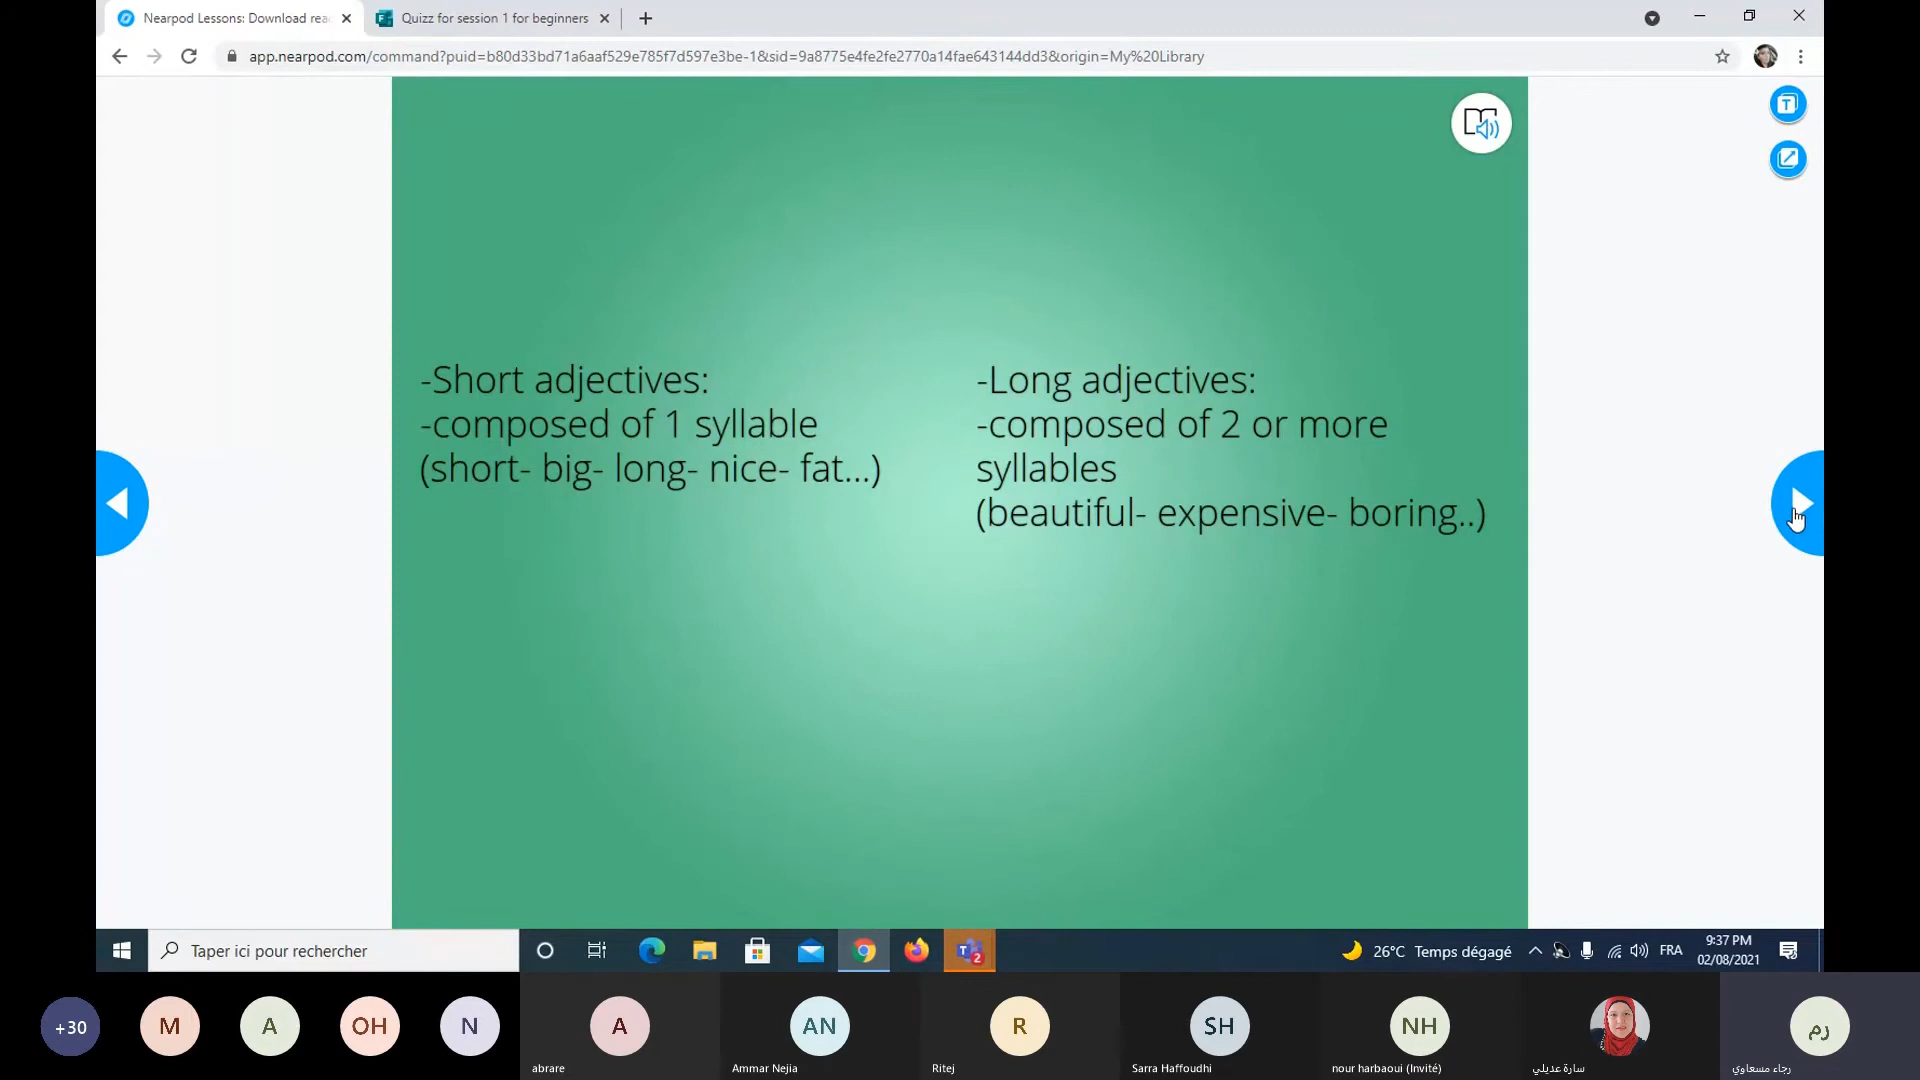 Nearpod Lessons: Download rea
Quizz for session 1 for beginners
app.nearpod.com/command?puid=b80d33bd71a6aaf529e785f7d597e3be-1&sid=9a8775e4fe2fe2770a14fae643144dd3&origin=My%20Library
T
-Short adjectives:
-composed of 1 syllable
(short- big- long- nice- fat...)
-Long adjectives:
-composed of 2 or more
syllables
(beautiful- expensive- boring..)
Taper ici pour rechercher
T
2
26°C Temps dégagé
FRA
9:37 PM
02/08/2021
+30
M
A
OH
N
A
abrare
AN
Ammar Nejia
R
Ritej
SH
Sarra Haffoudhi
NH
nour harbaoui (Invité)
سارة عديلي
رم
رجاء مسعاوي